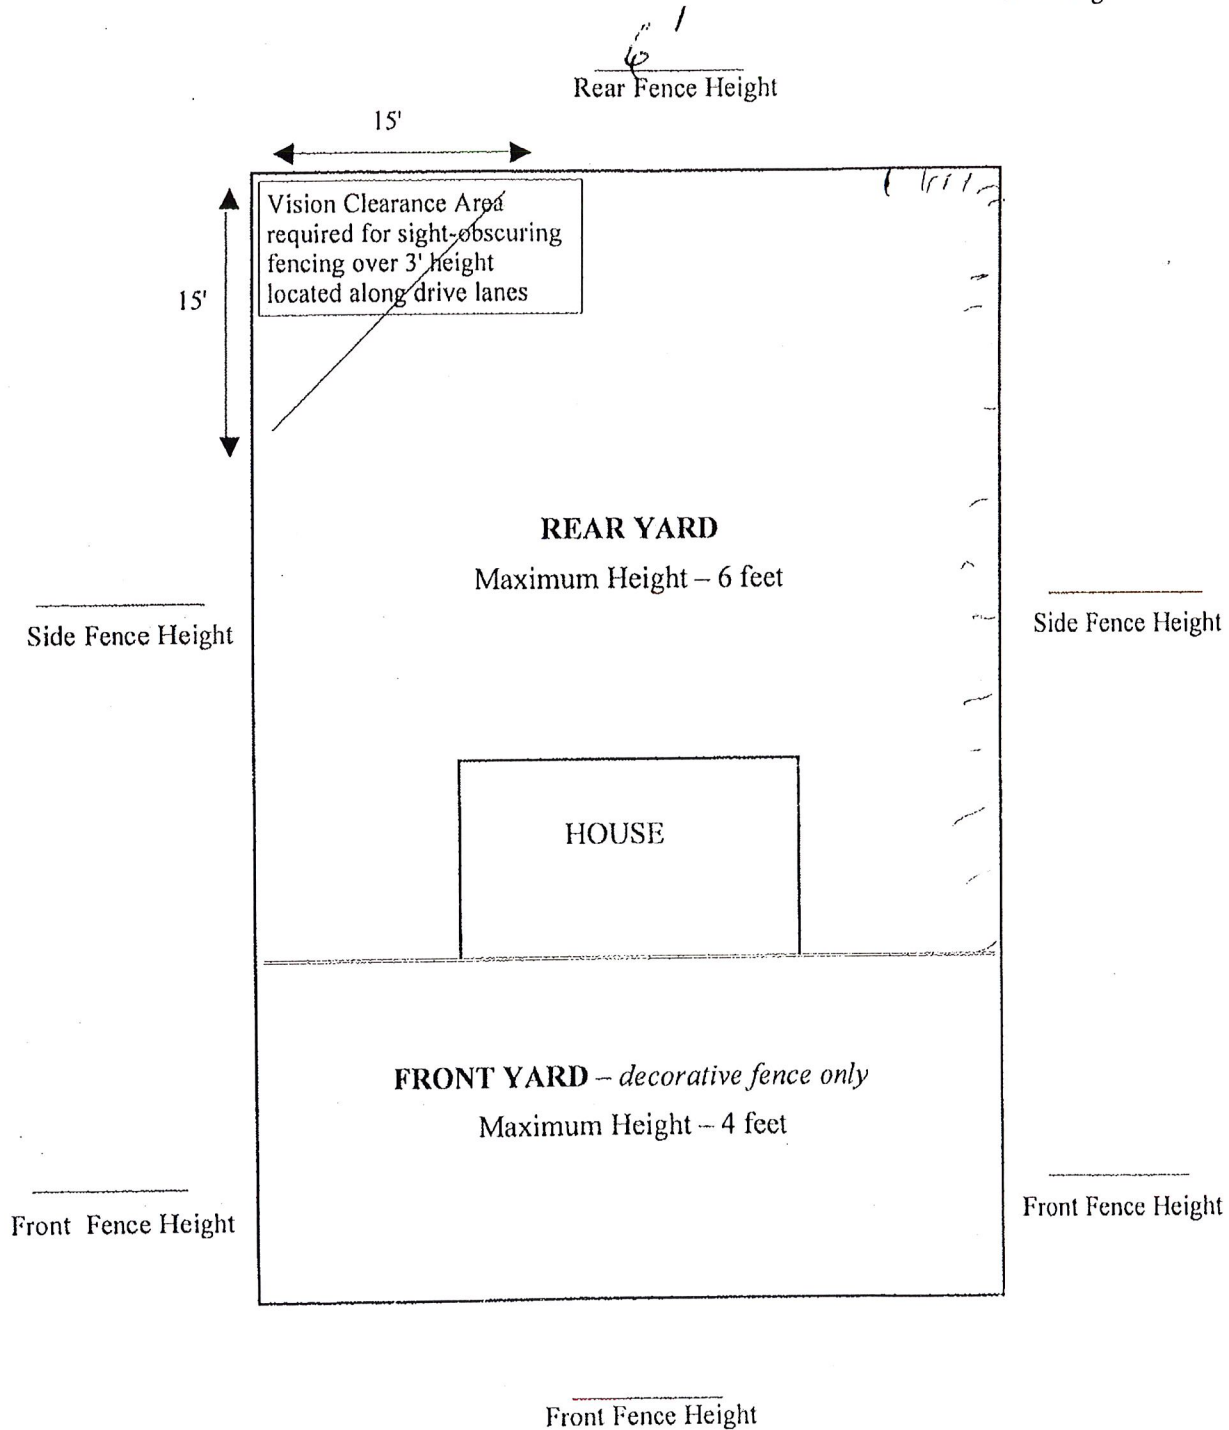 6'
Rear Fence Height
15'
Vision Clearance Area
required for sight-obscuring
fencing over 3' height
located along drive lanes
15'
REAR YARD
Maximum Height – 6 feet
Side Fence Height
Side Fence Height
HOUSE
FRONT YARD – decorative fence only
Maximum Height – 4 feet
Front Fence Height
Front Fence Height
Front Fence Height